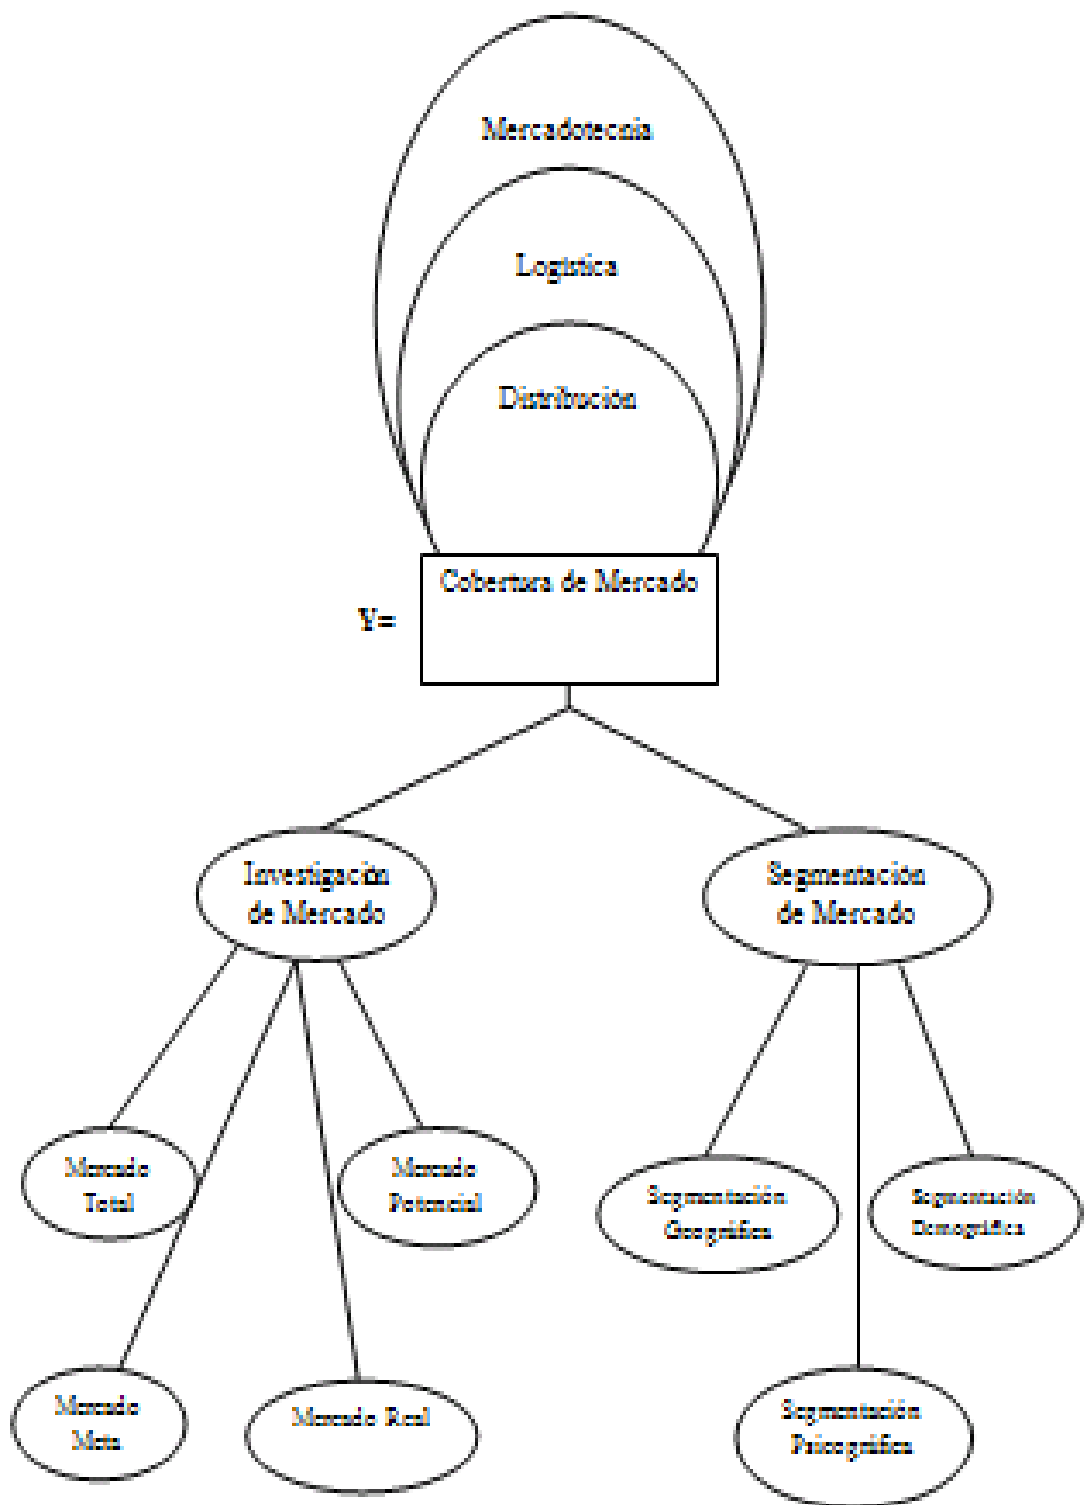 Mercadotecnia
Logística
Distribución
Cobertura de Mercado
Y=
Investigación
de Mercado
Segmentación
de Mercado
Mercado
Total
Mercado
Potencial
Segmentación
Geográfica
Segmentación
Demográfica
Mercado
Meta
Mercado Real
Segmentación
Psicográfica